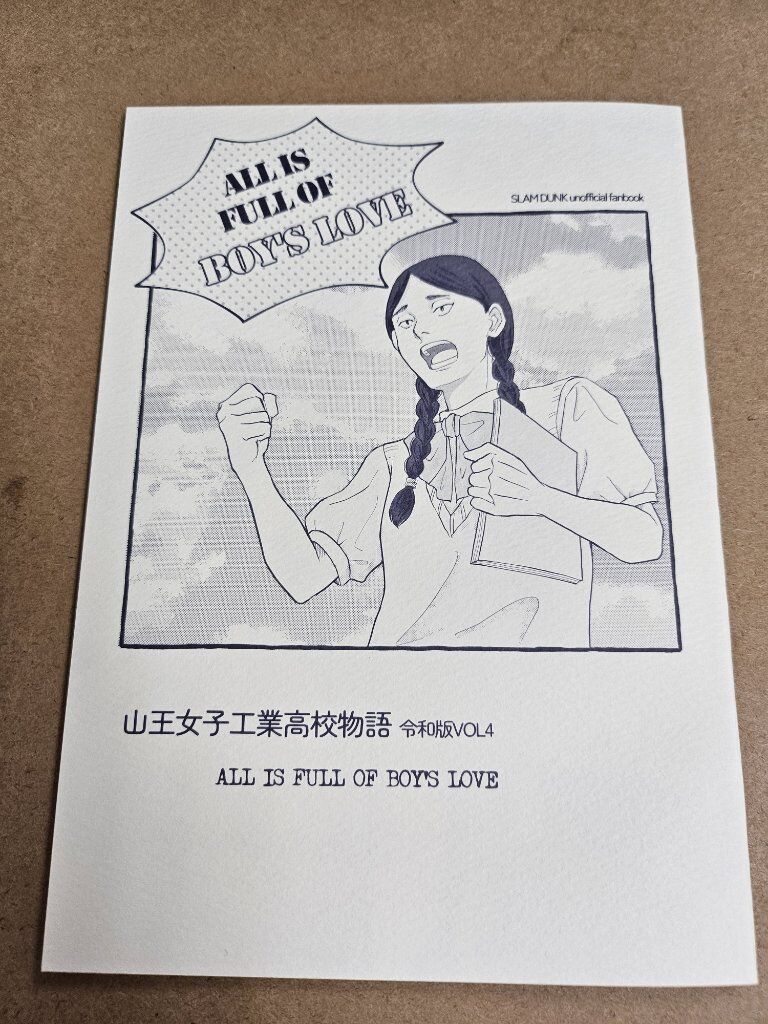 ALL IS
FULL OF
BOY'S LOVE
SLAM DUNK unofficial fanbook
山王女子工業高校物語 令和版VOL4
ALL IS FULL OF BOY'S LOVE